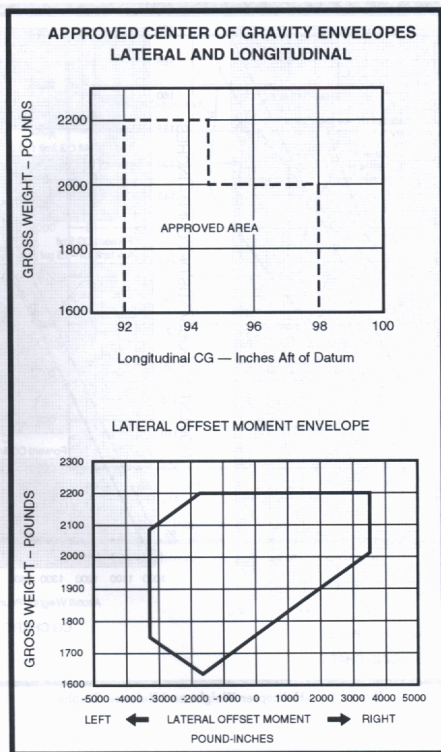 APPROVED CENTER OF GRAVITY ENVELOPES
LATERAL AND LONGITUDINAL
GROSS WEIGHT – POUNDS
2200
2000
1800
1600
APPROVED AREA
92 94 96 98 100
Longitudinal CG — Inches Aft of Datum
LATERAL OFFSET MOMENT ENVELOPE
GROSS WEIGHT – POUNDS
2300
2200
2100
2000
1900
1800
1700
1600
-5000 -4000 -3000 -2000 -1000 0 1000 2000 3000 4000 5000
LEFT LATERAL OFFSET MOMENT RIGHT
POUND-INCHES